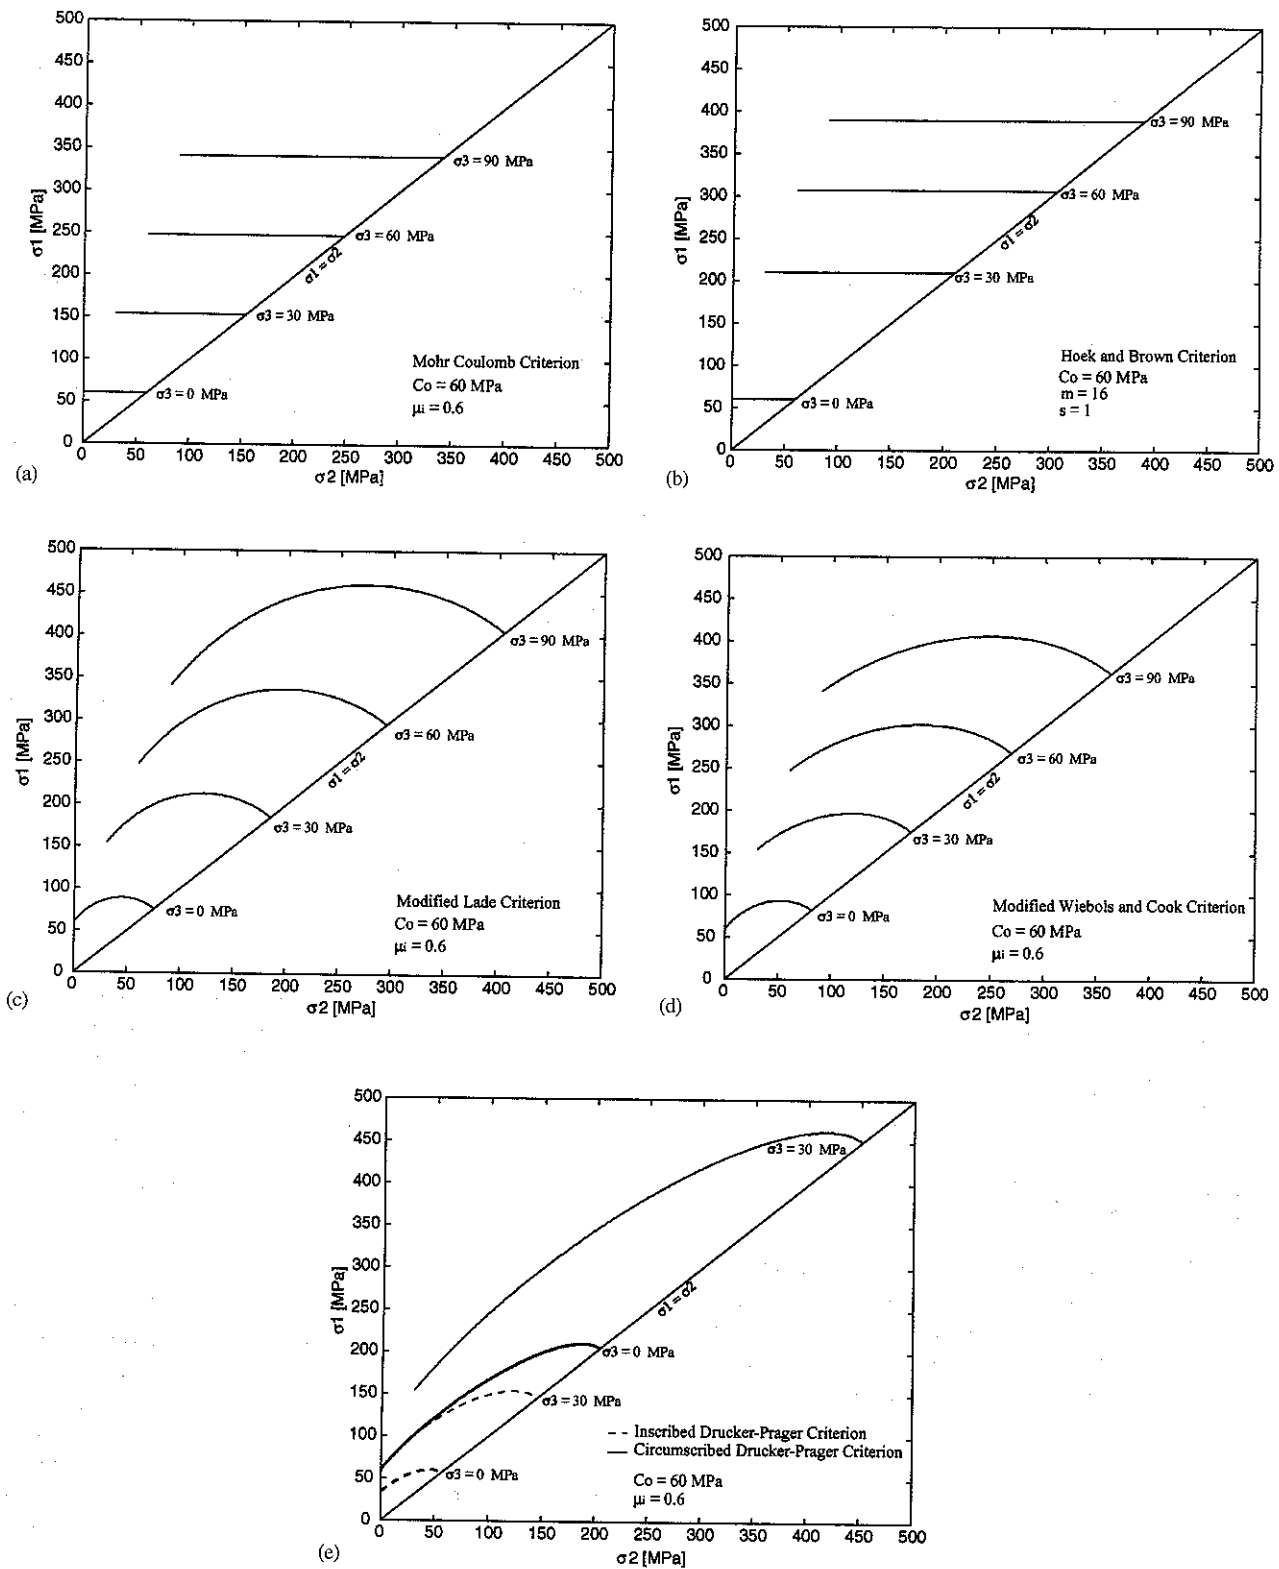 500
450
400
350
300
250
200
150
100
50
0
σ1 [MPa]
σ3 = 90 MPa
σ3 = 60 MPa
σ1 = σ2
σ3 = 30 MPa
σ3 = 0 MPa
Mohr Coulomb Criterion
Co = 60 MPa
μi = 0.6
0 50 100 150 200 250 300 350 400 450 500
σ2 [MPa]
(a)
500
450
400
350
300
250
200
150
100
50
0
σ1 [MPa]
σ3 = 90 MPa
σ3 = 60 MPa
σ1 = σ2
σ3 = 30 MPa
σ3 = 0 MPa
Hoek and Brown Criterion
Co = 60 MPa
m = 16
s = 1
0 50 100 150 200 250 300 350 400 450 500
σ2 [MPa]
(b)
500
450
400
350
300
250
200
150
100
50
0
σ1 [MPa]
σ3 = 90 MPa
σ3 = 60 MPa
σ1 = σ2
σ3 = 30 MPa
σ3 = 0 MPa
Modified Lade Criterion
Co = 60 MPa
μi = 0.6
0 50 100 150 200 250 300 350 400 450 500
σ2 [MPa]
(c)
500
450
400
350
300
250
200
150
100
50
0
σ1 [MPa]
σ3 = 90 MPa
σ3 = 60 MPa
σ1 = σ2
σ3 = 30 MPa
σ3 = 0 MPa
Modified Wiebols and Cook Criterion
Co = 60 MPa
μi = 0.6
0 50 100 150 200 250 300 350 400 450 500
σ2 [MPa]
(d)
500
450
400
350
300
250
200
150
100
50
0
σ1 [MPa]
σ3 = 30 MPa
σ1 = σ2
σ3 = 0 MPa
σ3 = 30 MPa
Inscribed Drucker-Prager Criterion
Circumscribed Drucker-Prager Criterion
σ3 = 0 MPa
Co = 60 MPa
μi = 0.6
0 50 100 150 200 250 300 350 400 450 500
σ2 [MPa]
(e)